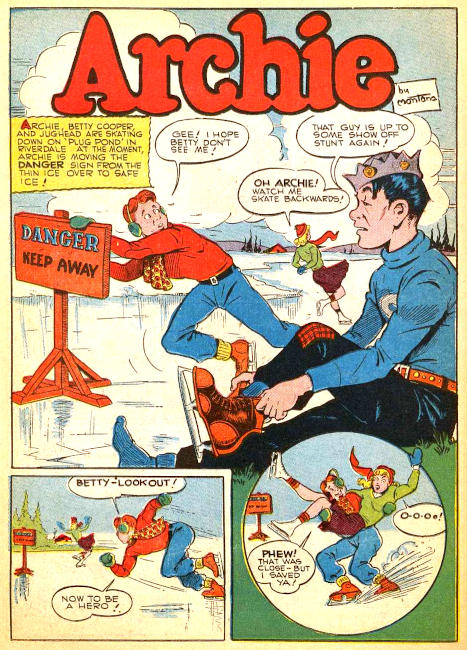 Archie
by
montana
ARCHIE, BETTY COOPER,
AND JUGHEAD ARE SKATING
DOWN ON 'PLUG POND' IN
RIVERDALE AT THE MOMENT,
ARCHIE IS MOVING THE
DANGER SIGN FROM THE
THIN ICE OVER TO SAFE
ICE!
GEE! I HOPE
BETTY DON'T
SEE ME!
THAT GUY IS UP TO
SOME SHOW OFF
STUNT AGAIN!
OH ARCHIE!
WATCH ME
SKATE BACKWARDS!
DANGER
KEEP AWAY
BETTY-LOOK OUT!
NOW TO BE
A HERO!
O-O-Oo!
PHEW!
THAT WAS
CLOSE-BUT
I SAVED
YA!